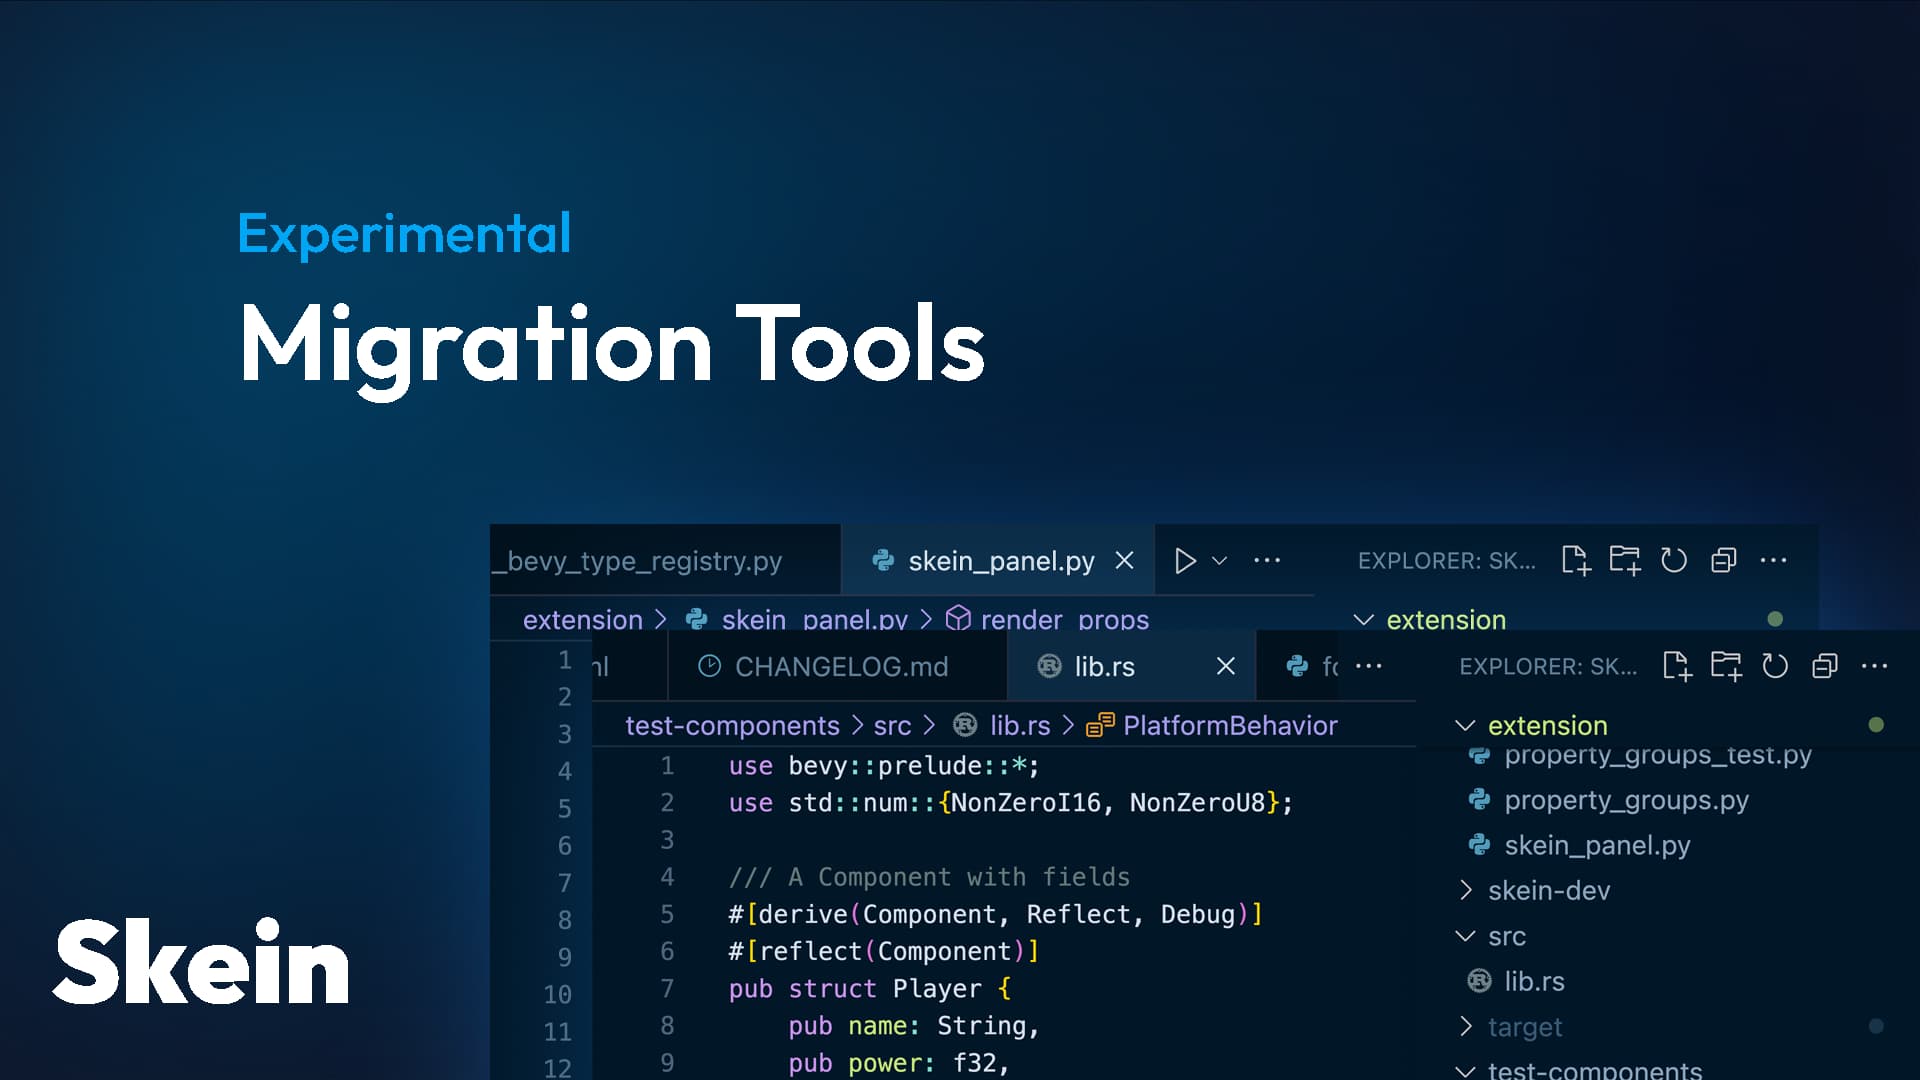 Experimental
Migration Tools
_bevy_type_registry.py
skein_panel.py
EXPLORER: SK...
extension > skein_panel.py > render_props
extension
CHANGELOG.md
lib.rs
EXPLORER: SK...
test-components > src > lib.rs > PlatformBehavior
extension
property_groups_test.py
property_groups.py
skein_panel.py
skein-dev
src
lib.rs
target
test-components
1
2
3
4
5
6
7
8
9
10
11
12
1 use bevy::prelude::*;
2 use std::num::{NonZeroI16, NonZeroU8};
3
4 /// A Component with fields
5 #[derive(Component, Reflect, Debug)]
6 #[reflect(Component)]
7 pub struct Player {
8 pub name: String,
9 pub power: f32,
Skein